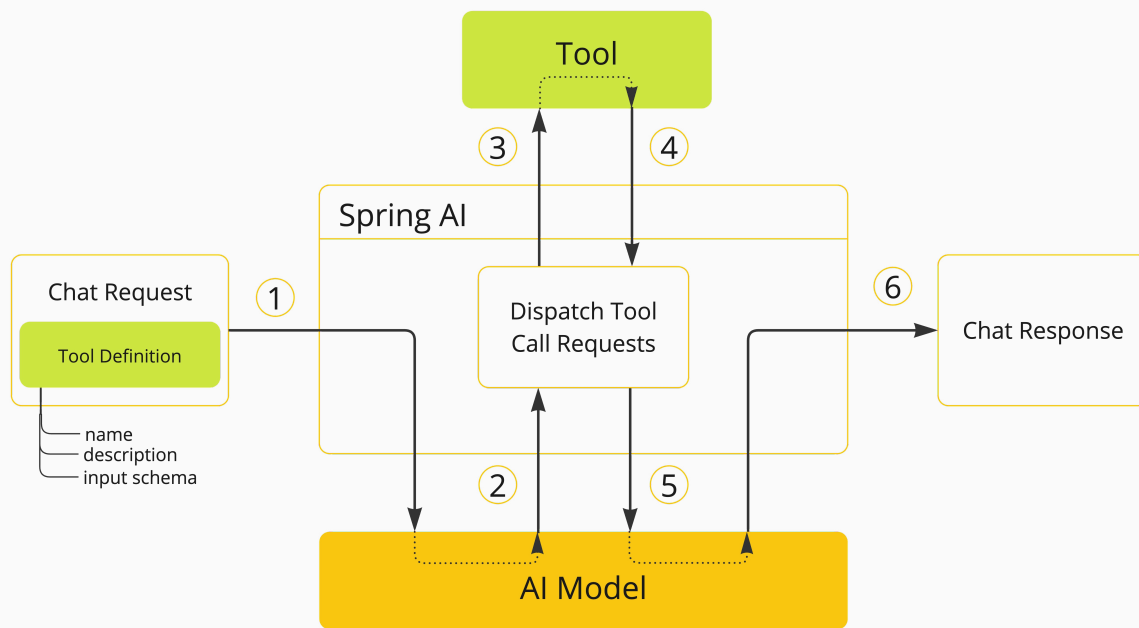 Tool
3
4
Spring AI
Chat Request
1
Tool Definition
name
description
input schema
Dispatch Tool
Call Requests
6
Chat Response
2
5
AI Model